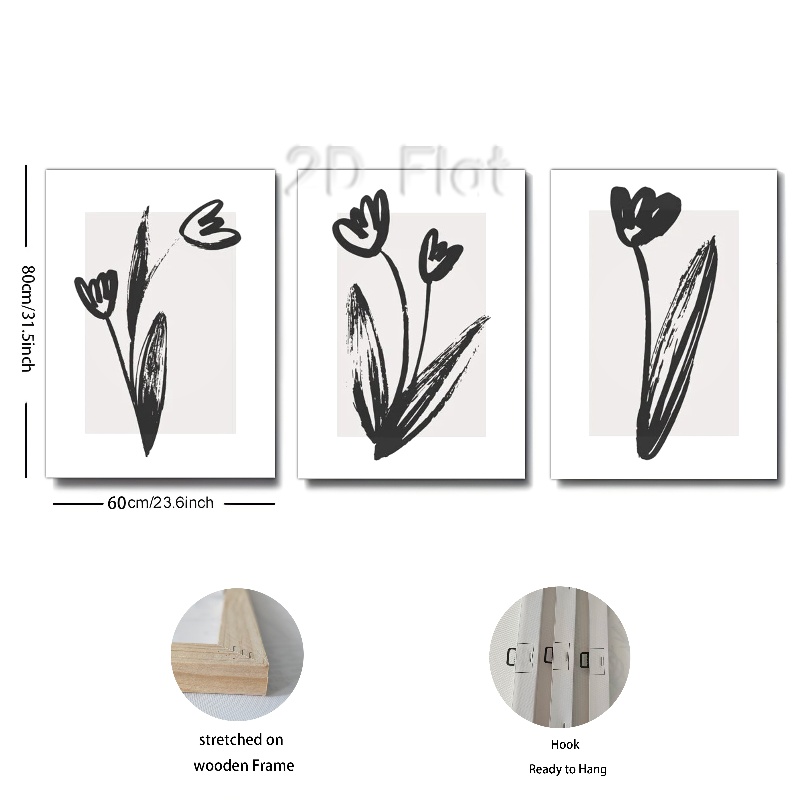 2D Flat
80cm/31.5inch
60cm/23.6inch
stretched on
wooden Frame
Hook
Ready to Hang